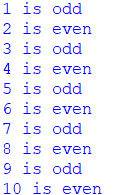 1 is odd
2 is even
3 is odd
4 is even
5 is odd
6 is even
7 is odd
8 is even
9 is odd
10 is even